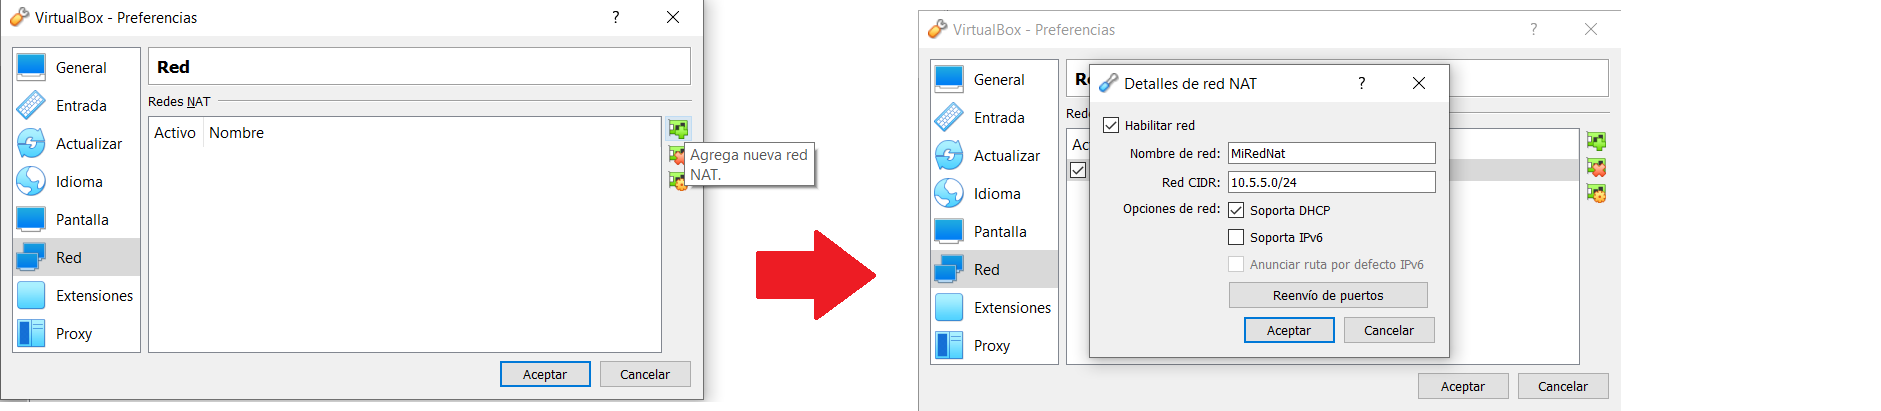 VirtualBox - Preferencias
?
General
Entrada
Actualizar
Idioma
Pantalla
Red
Extensiones
Proxy
Red
Redes NAT
Activo Nombre
Agrega nueva red
NAT.
Aceptar Cancelar
VirtualBox - Preferencias
?
General
Entrada
Actualizar
Idioma
Pantalla
Red
Extensiones
Proxy
Detalles de red NAT
?
Habilitar red
Nombre de red: MiRedNat
Red CIDR: 10.5.5.0/24
Opciones de red: Soporta DHCP
Soporta IPv6
Anunciar ruta por defecto IPv6
Reenvío de puertos
Aceptar Cancelar
Aceptar Cancelar